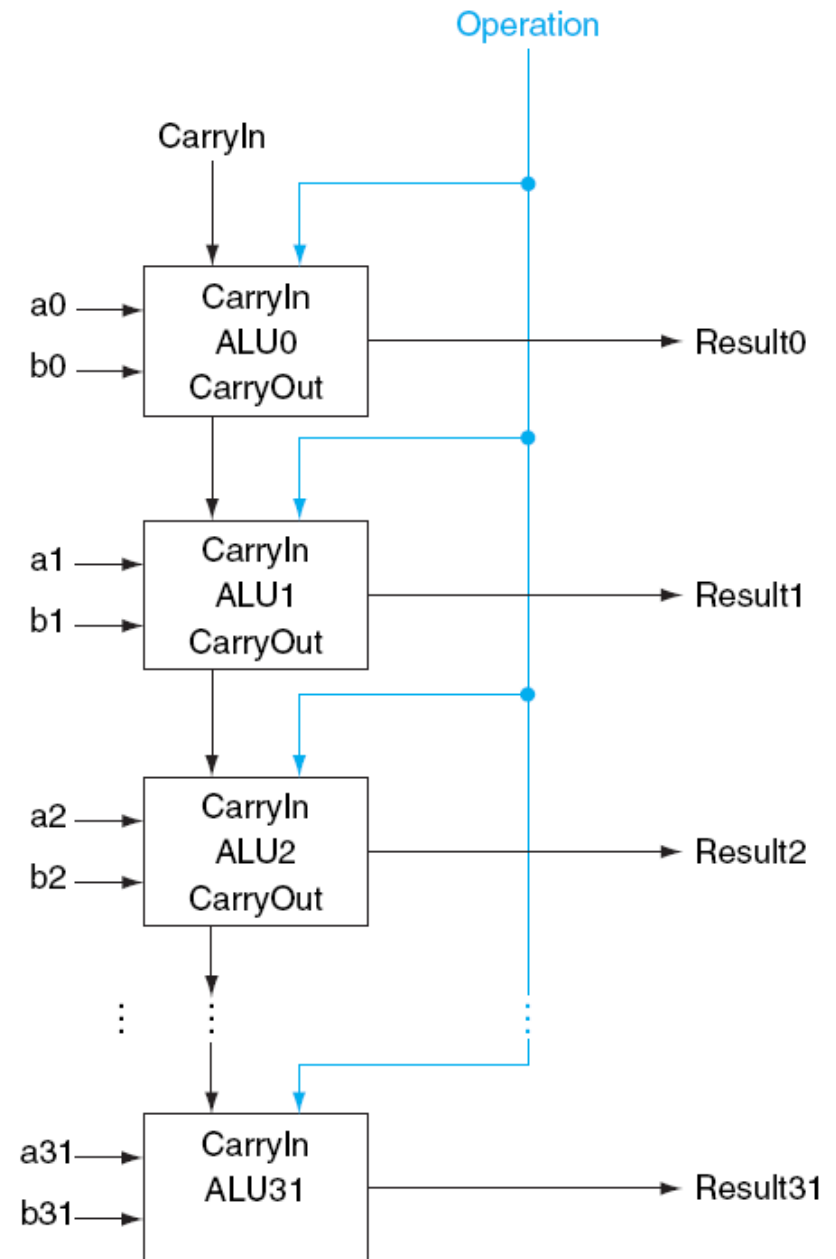 Operation
CarryIn
a0
b0
CarryIn
ALU0
CarryOut
Result0
a1
b1
CarryIn
ALU1
CarryOut
Result1
a2
b2
CarryIn
ALU2
CarryOut
Result2
a31
b31
CarryIn
ALU31
Result31